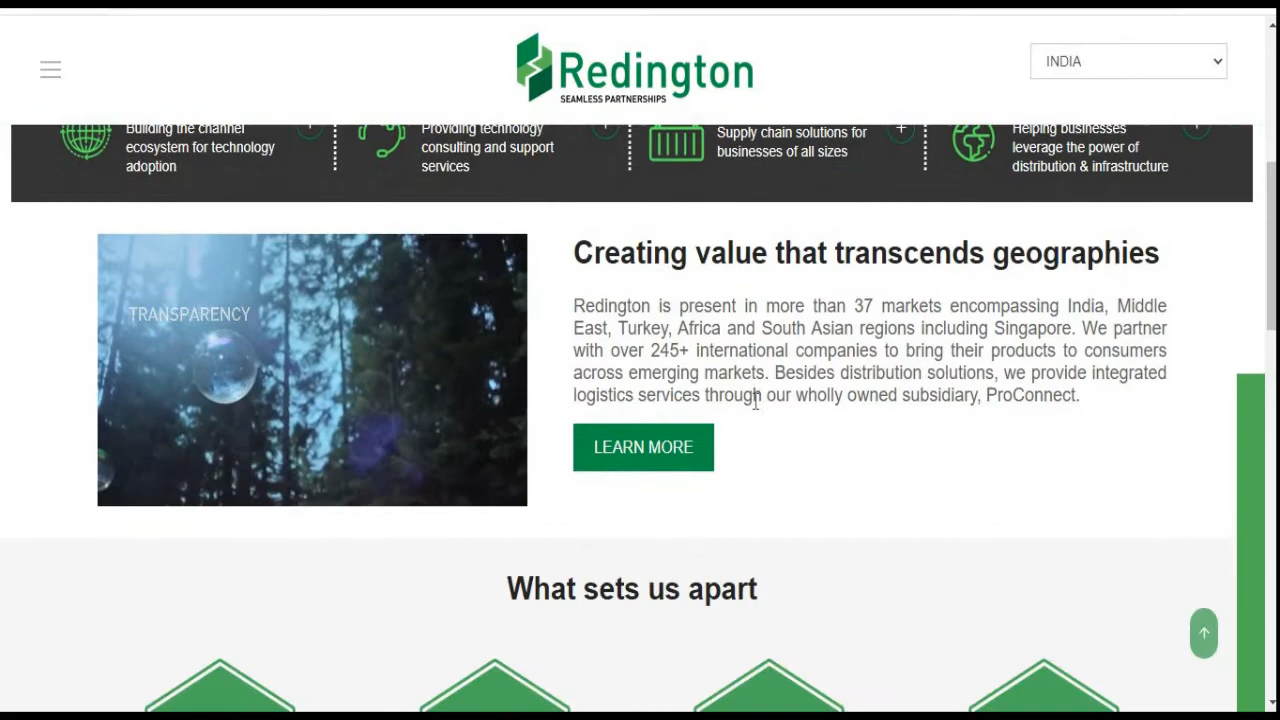 Redington
SEAMLESS PARTNERSHIPS
INDIA
Building the channel
ecosystem for technology
adoption
Providing technology
consulting and support
services
Supply chain solutions for
businesses of all sizes
+
Helping businesses
leverage the power of
distribution & infrastructure
TRANSPARENCY
Creating value that transcends geographies
Redington is present in more than 37 markets encompassing India, Middle
East, Turkey, Africa and South Asian regions including Singapore. We partner
with over 245+ international companies to bring their products to consumers
across emerging markets. Besides distribution solutions, we provide integrated
logistics services through our wholly owned subsidiary, ProConnect.
LEARN MORE
What sets us apart